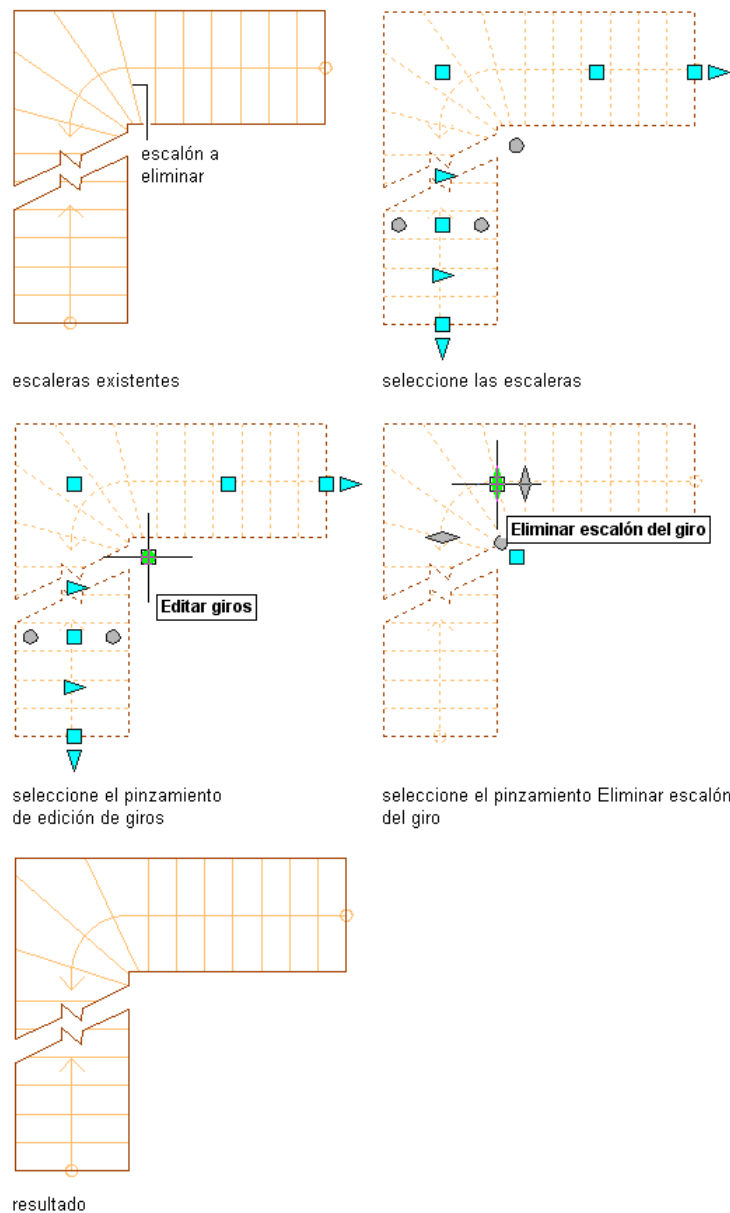 escalón a
eliminar
escaleras existentes
seleccione las escaleras
Editar giros
Eliminar escalón del giro
seleccione el pinzamiento
de edición de giros
seleccione el pinzamiento Eliminar escalón
del giro
resultado